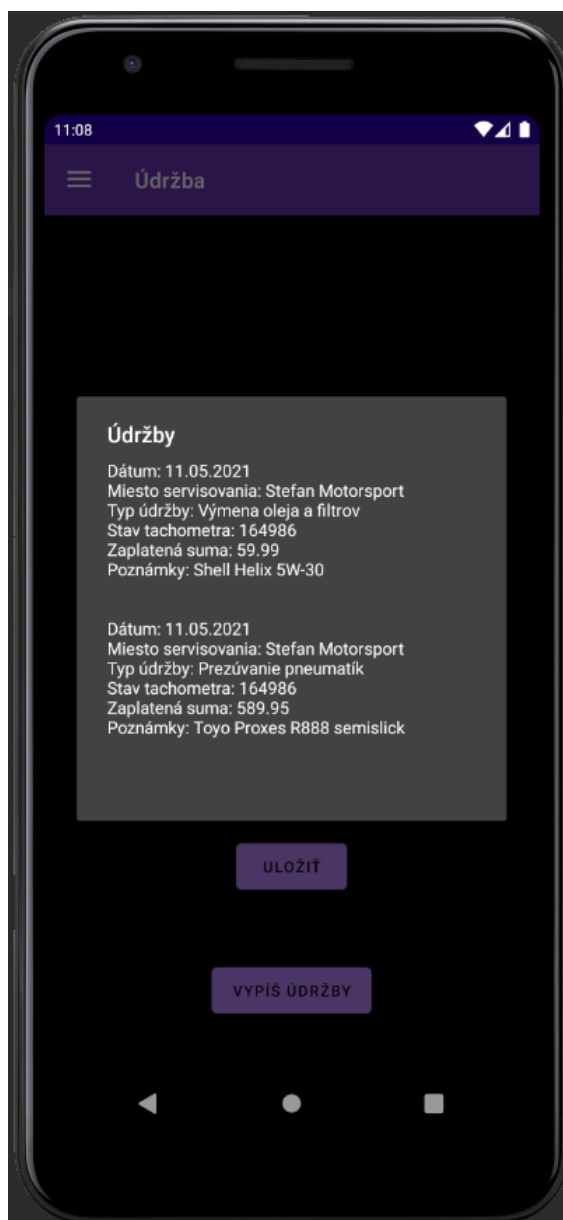 11:08
Údržba
Údržby
Dátum: 11.05.2021
Miesto servisovania: Stefan Motorsport
Typ údržby: Výmena oleja a filtrov
Stav tachometra: 164986
Zaplatená suma: 59.99
Poznámky: Shell Helix 5W-30
Dátum: 11.05.2021
Miesto servisovania: Stefan Motorsport
Typ údržby: Prezúvanie pneumatík
Stav tachometra: 164986
Zaplatená suma: 589.95
Poznámky: Toyo Proxes R888 semislick
ULOŽIŤ
VYPÍŠ ÚDRŽBY